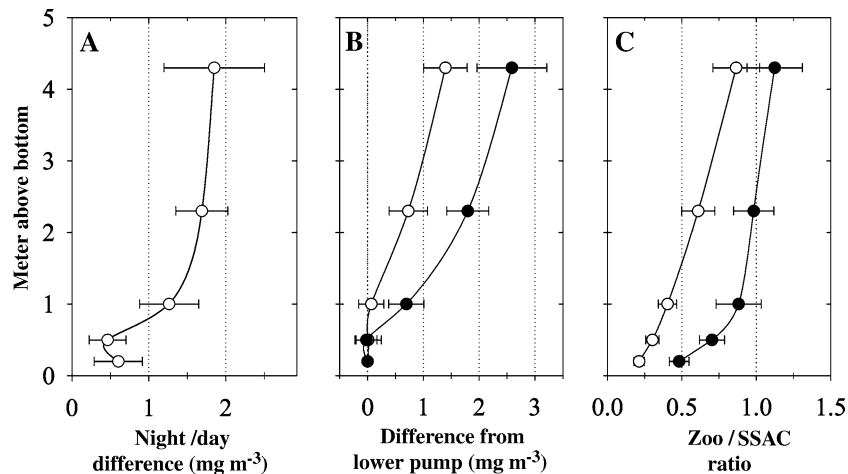 A
B
C
5
4
3
2
1
0
Meter above bottom
0 1 2
0 1 2 3
0.0 0.5 1.0 1.5
Night /day
difference (mg m-3)
Difference from
lower pump (mg m-3)
Zoo / SSAC
ratio